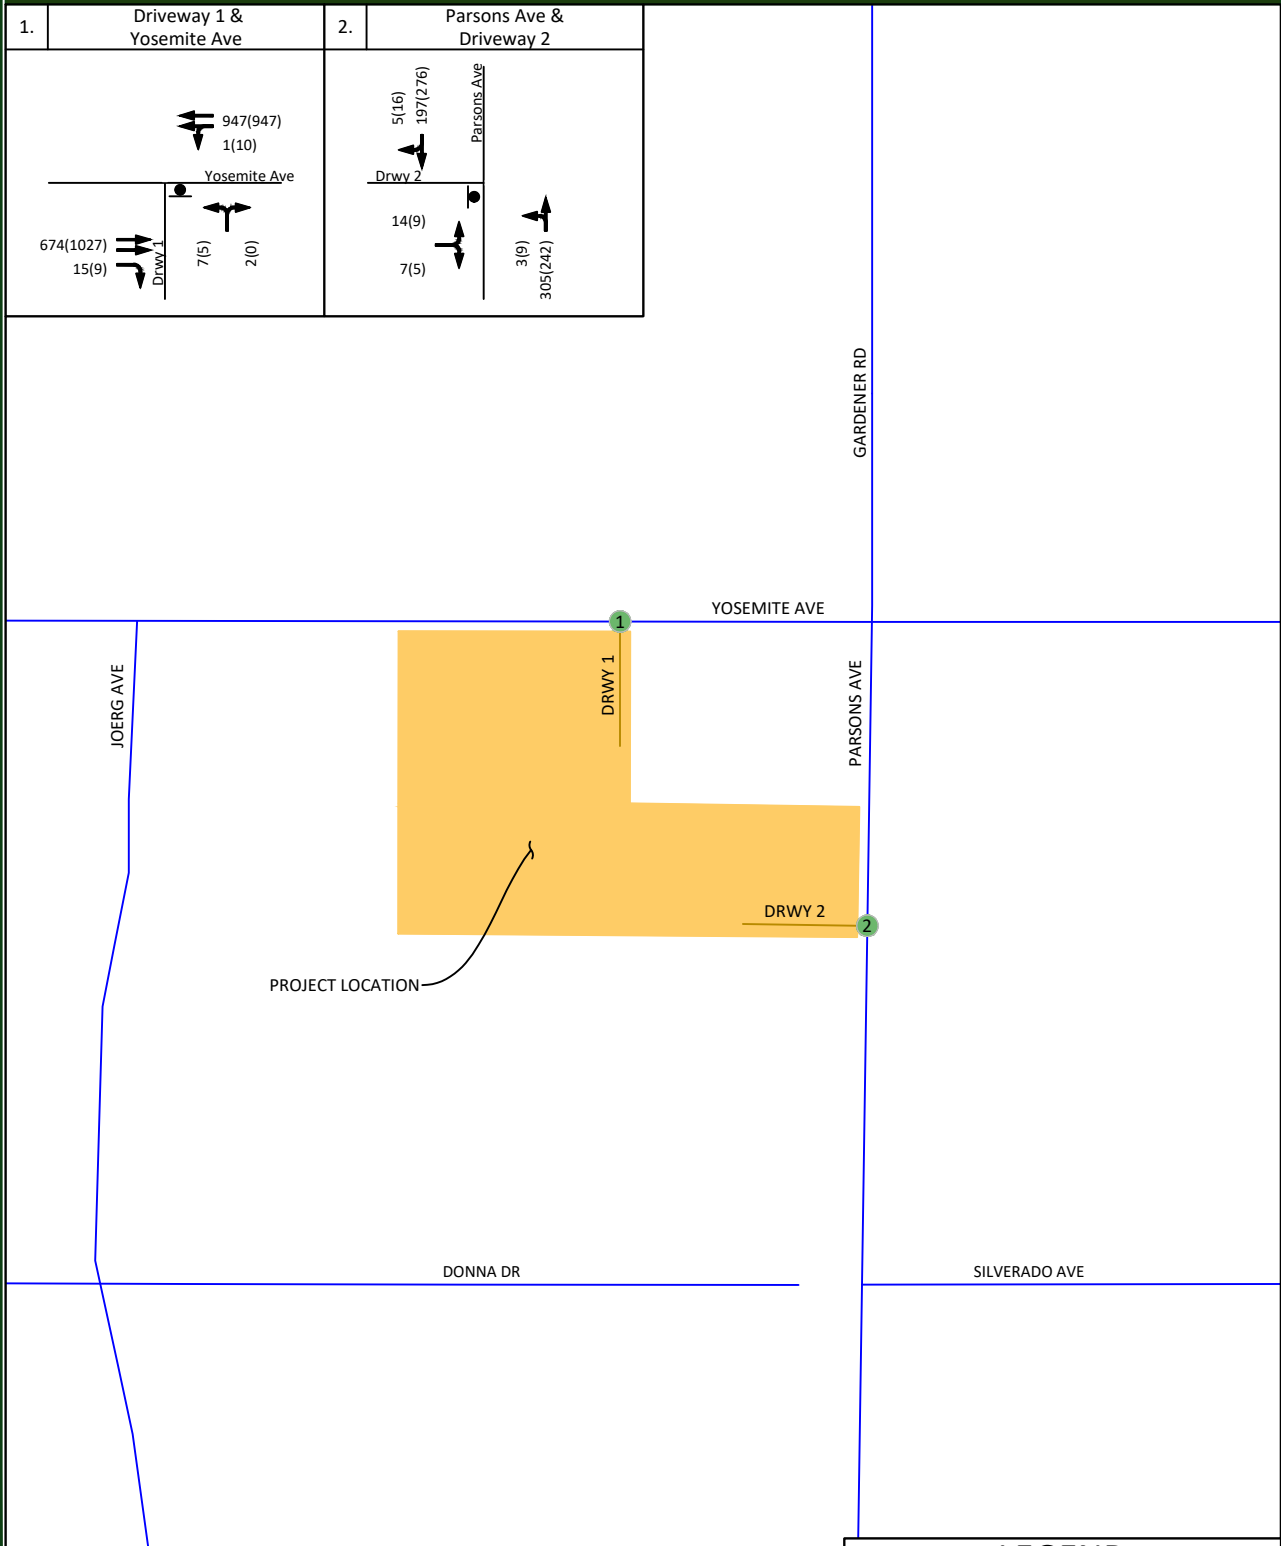 1.
Driveway 1 &
Yosemite Ave
2.
Parsons Ave &
Driveway 2
947(947)
1(10)
Yosemite Ave
674(1027)
15(9)
Drwy 1
7(5)
2(0)
5(16)
197(276)
Parsons Ave
Drwy 2
14(9)
7(5)
3(9)
305(242)
GARDENER RD
YOSEMITE AVE
1
JOERG AVE
DRWY 1
PARSONS AVE
DRWY 2
2
PROJECT LOCATION
DONNA DR
SILVERADO AVE
LEGEND